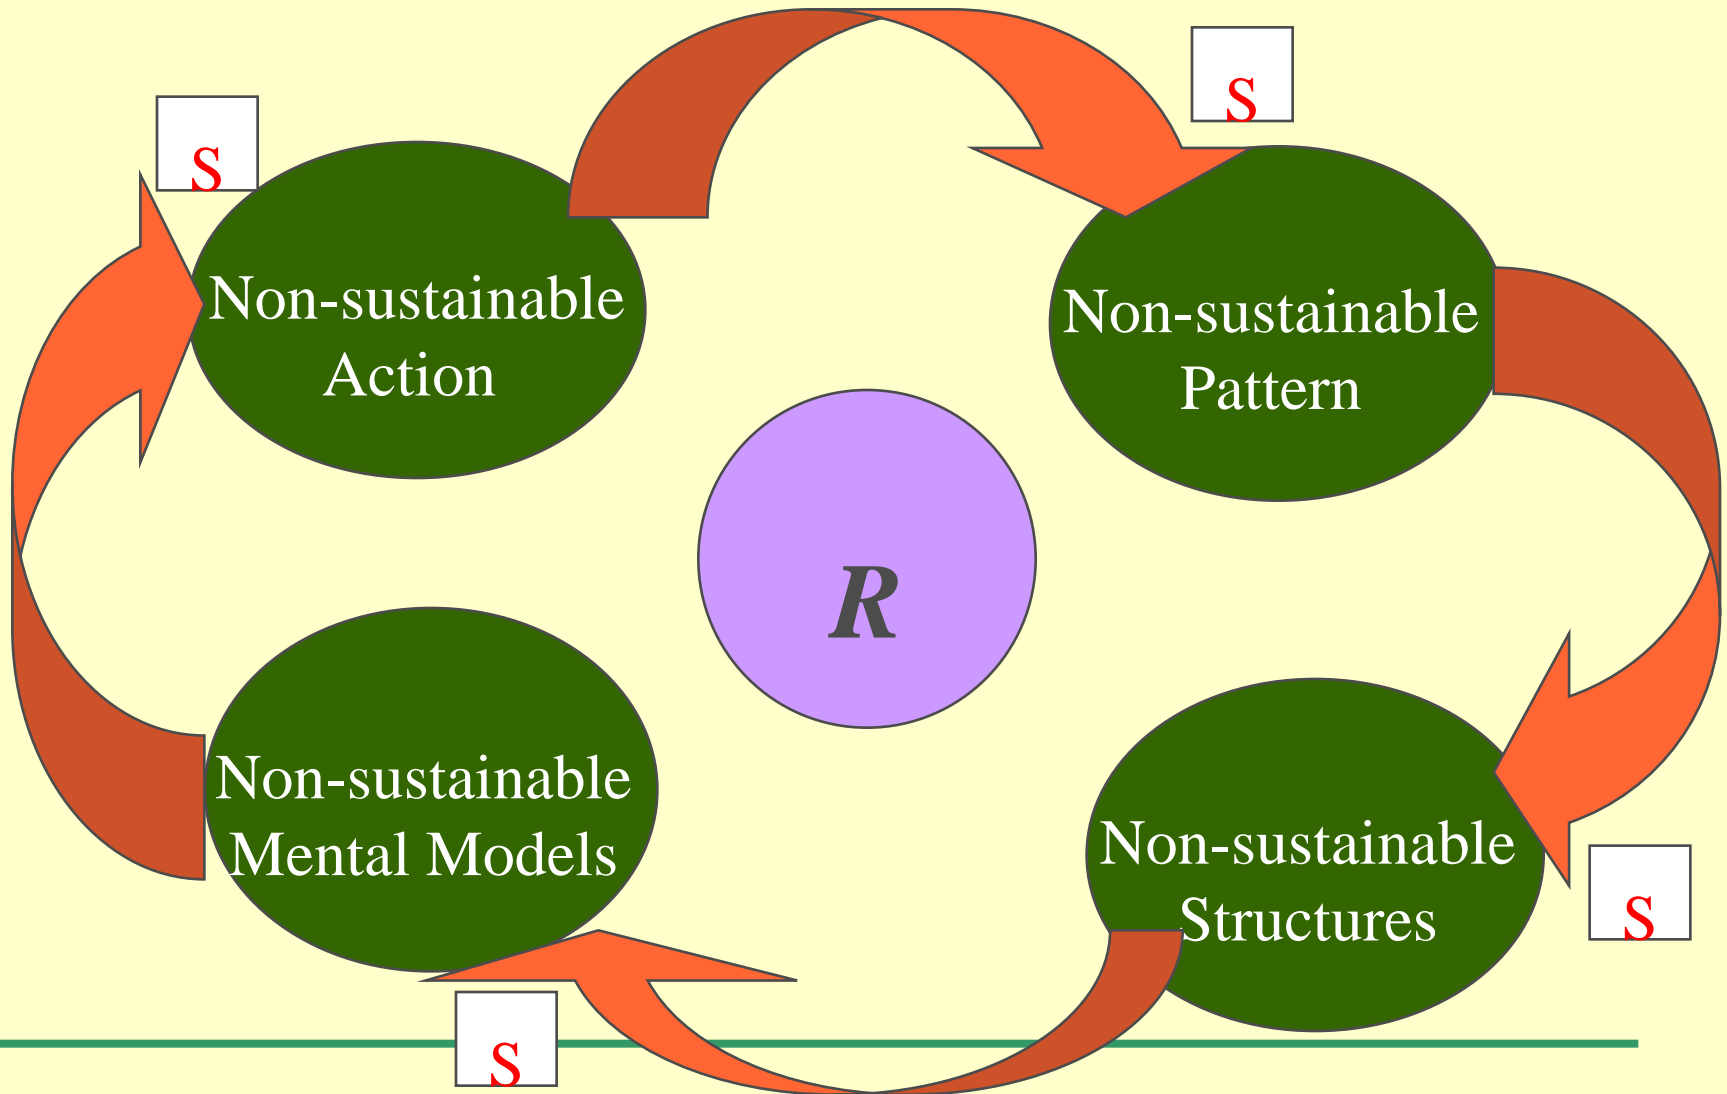 S
S
Non-sustainable
Action
Non-sustainable
Pattern
R
Non-sustainable
Mental Models
Non-sustainable
Structures
S
S